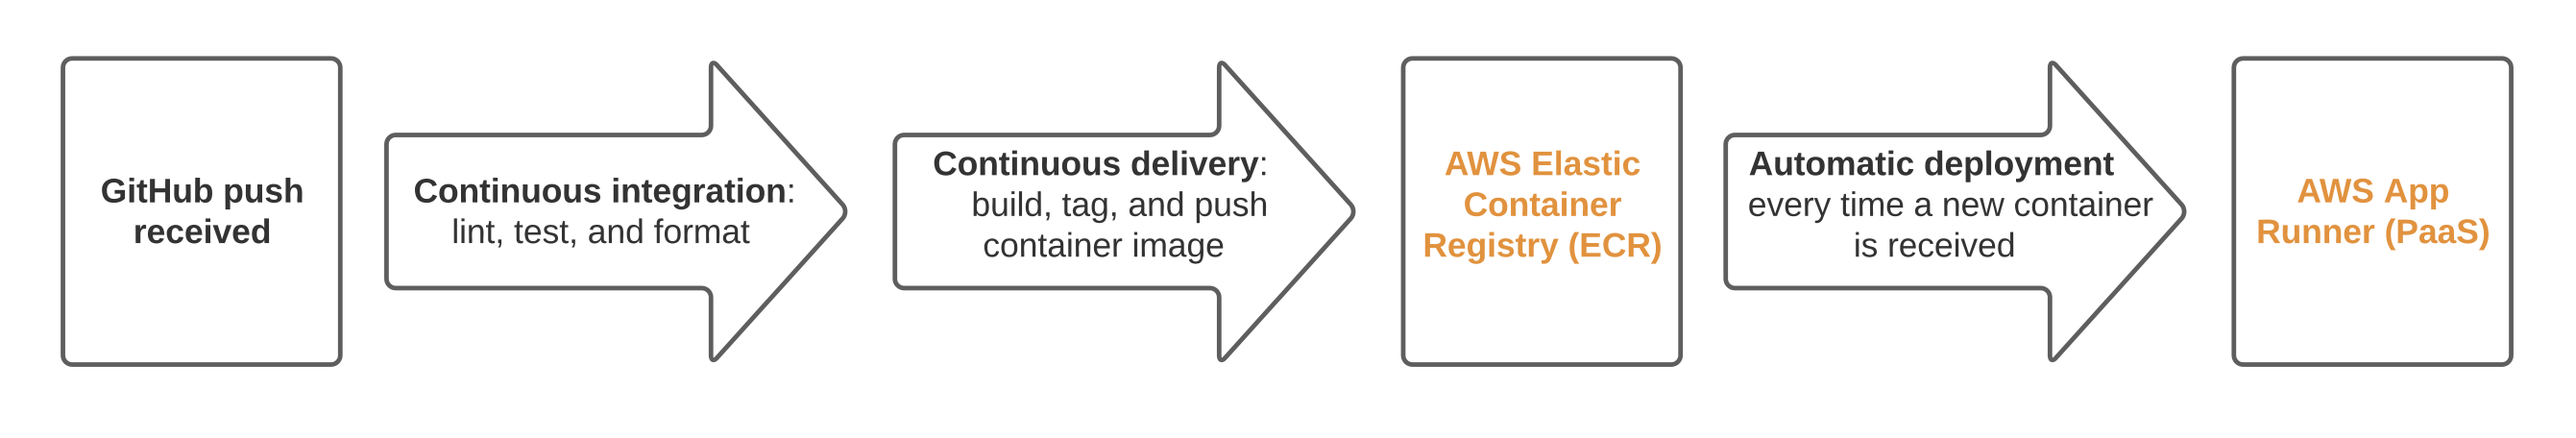 GitHub push
received
Continuous integration:
lint, test, and format
Continuous delivery:
build, tag, and push
container image
AWS Elastic
Container
Registry (ECR)
Automatic deployment
every time a new container
is received
AWS App
Runner (PaaS)